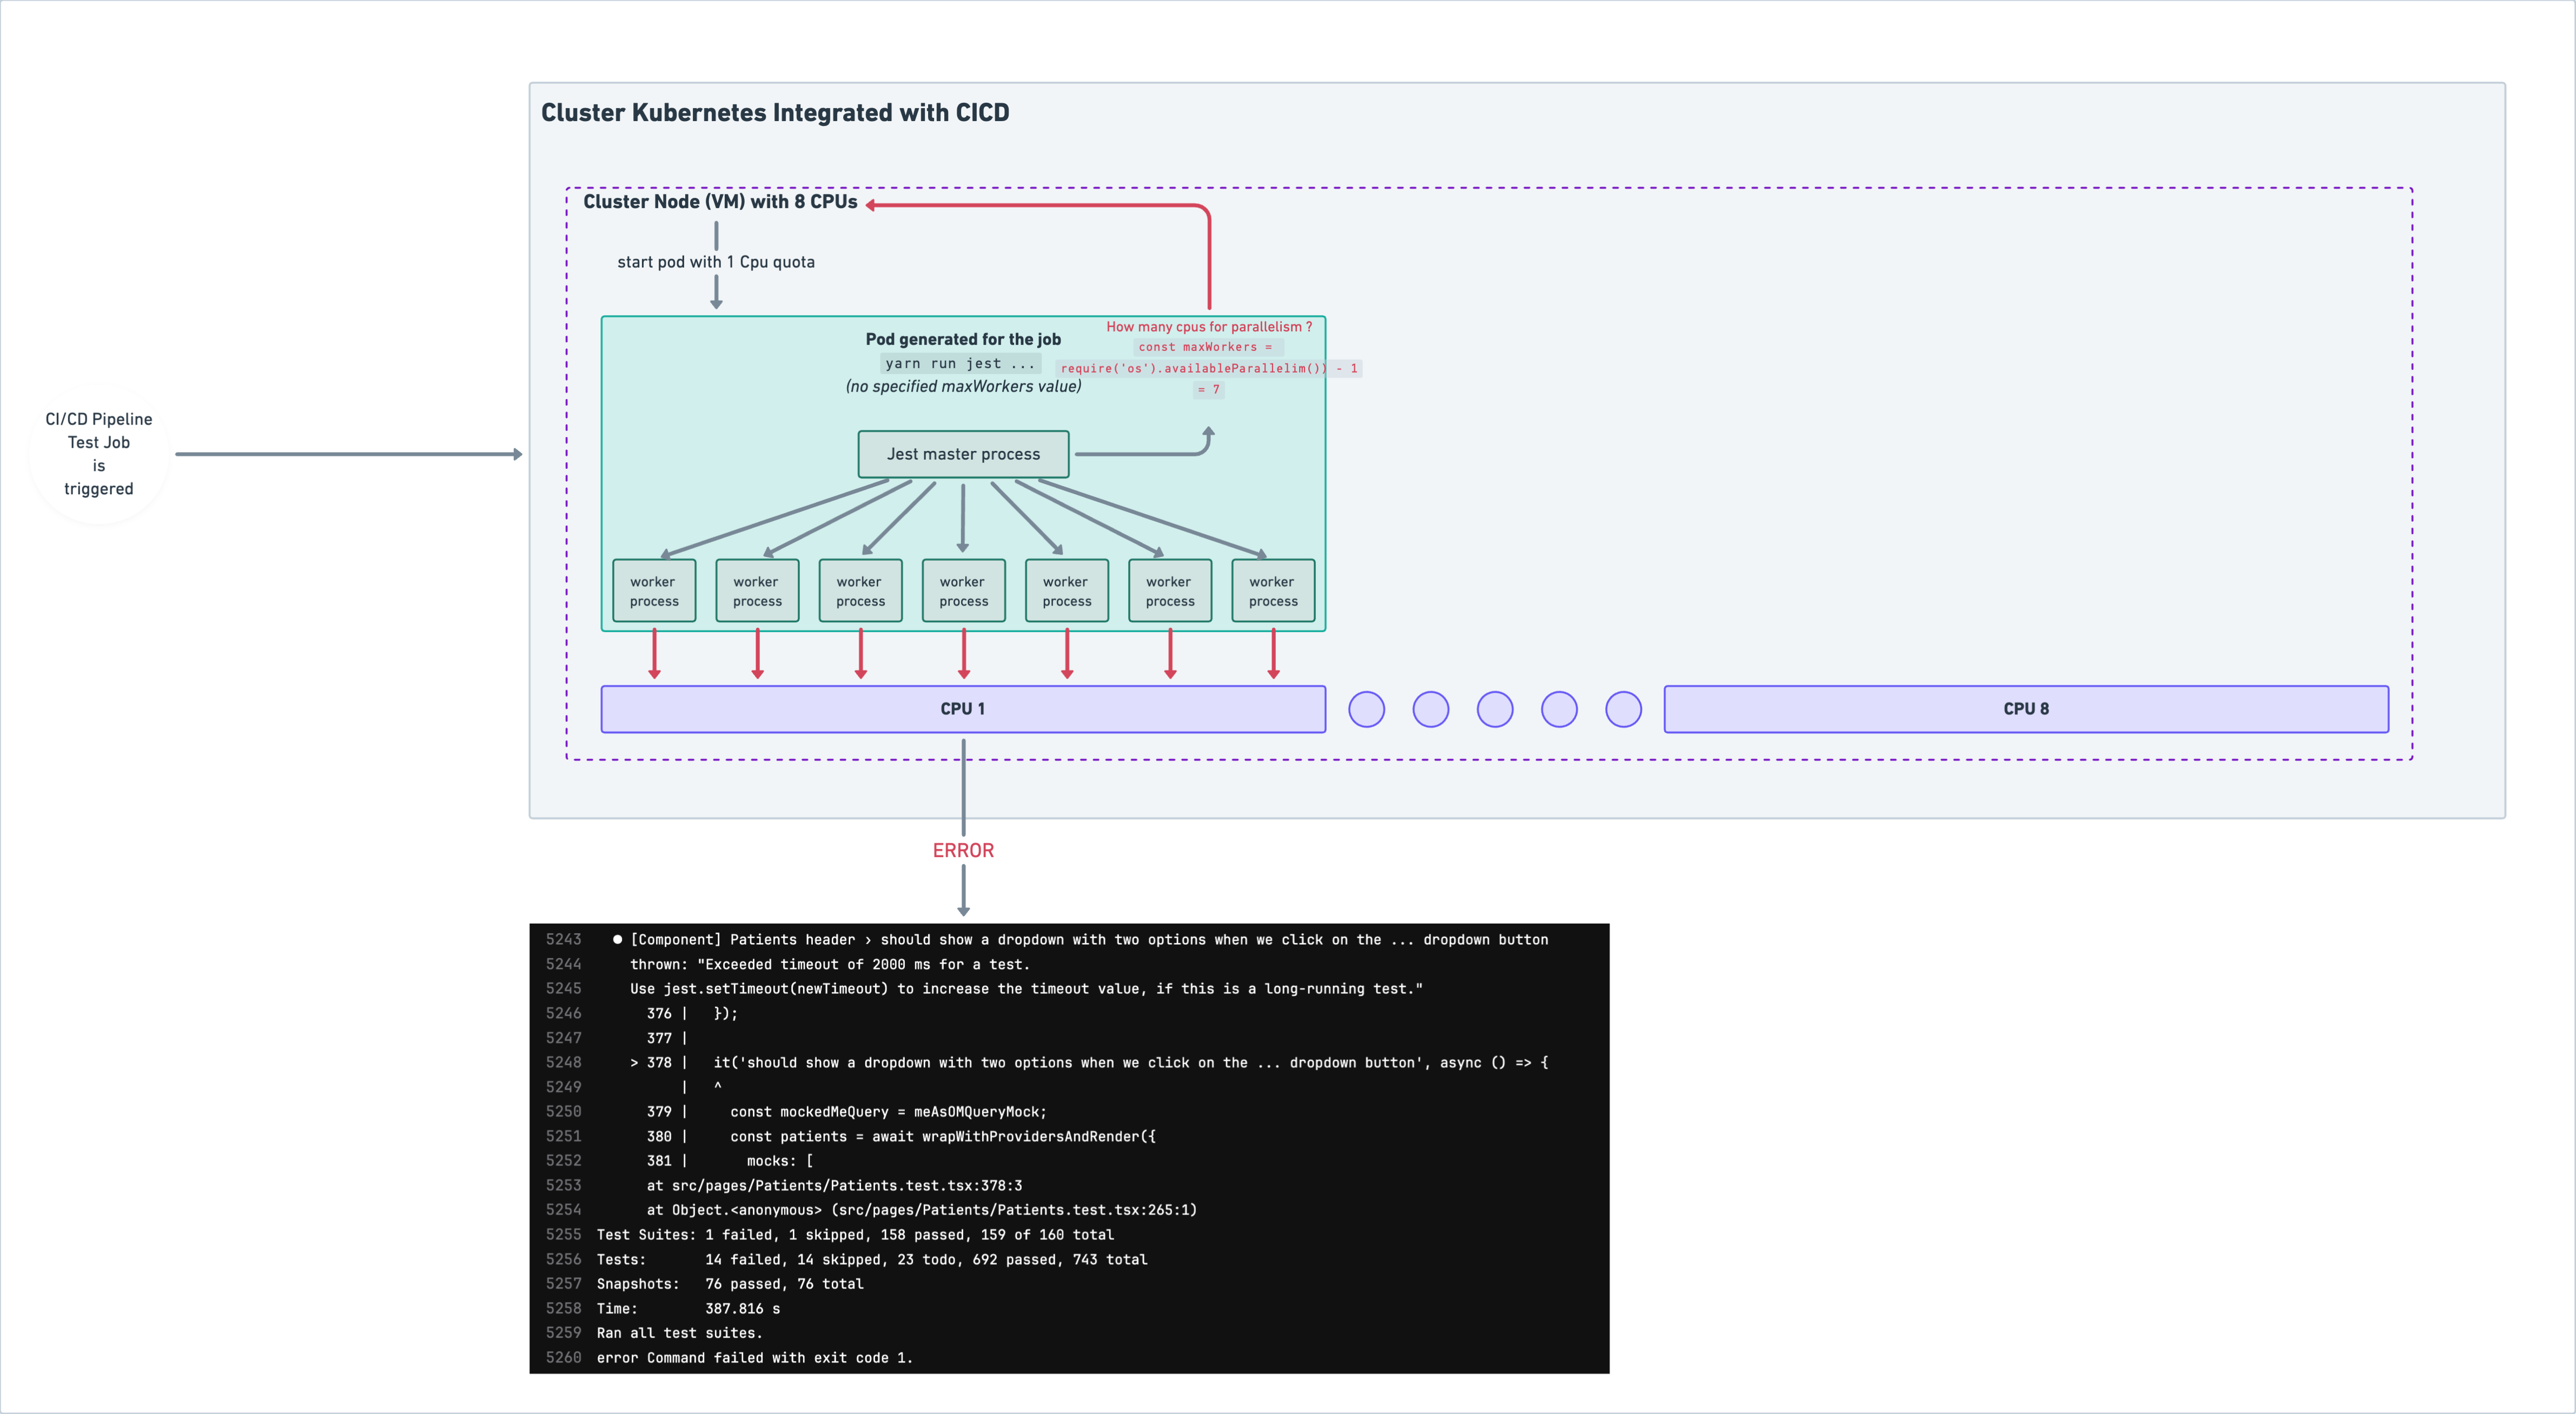 Cluster Kubernetes Integrated with CICD
Cluster Node (VM) with 8 CPUs
start pod with 1 Cpu quota
Pod generated for the job
yarn run jest ...
(no specified maxWorkers value)
How many cpus for parallelism ?
const maxWorkers =
require('os').availableParallelim()) - 1
= 7
CI/CD Pipeline
Test Job
is
triggered
Jest master process
worker
process
worker
process
worker
process
worker
process
worker
process
worker
process
worker
process
CPU 1
CPU 8
ERROR
5243 ● [Component] Patients header › should show a dropdown with two options when we click on the ... dropdown button
5244 thrown: "Exceeded timeout of 2000 ms for a test.
5245 Use jest.setTimeout(newTimeout) to increase the timeout value, if this is a long-running test."
5246 376 | });
5247 377 |
5248 > 378 | it('should show a dropdown with two options when we click on the ... dropdown button', async () => {
5249 | ^
5250 379 | const mockedMeQuery = meAsOMQueryMock;
5251 380 | const patients = await wrapWithProvidersAndRender({
5252 381 | mocks: [
5253 at src/pages/Patients/Patients.test.tsx:378:3
5254 at Object.<anonymous> (src/pages/Patients/Patients.test.tsx:265:1)
5255 Test Suites: 1 failed, 1 skipped, 158 passed, 159 of 160 total
5256 Tests: 14 failed, 14 skipped, 23 todo, 692 passed, 743 total
5257 Snapshots: 76 passed, 76 total
5258 Time: 387.816 s
5259 Ran all test suites.
5260 error Command failed with exit code 1.